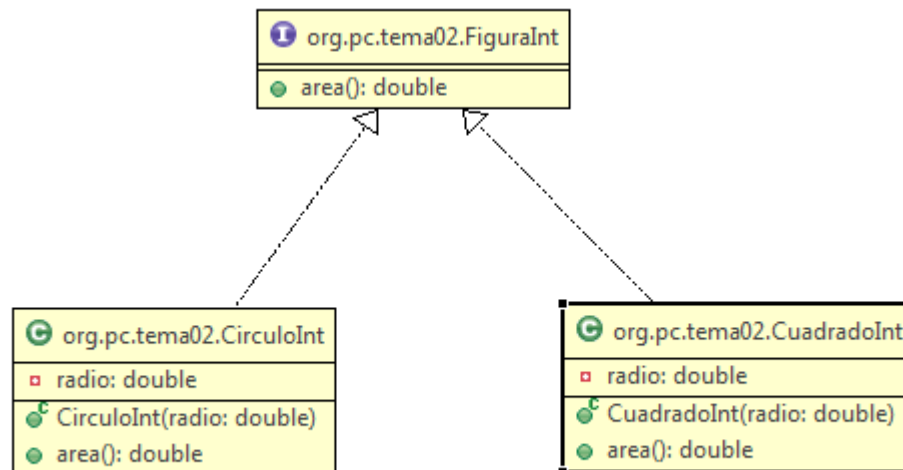 I org.pc.tema02.FiguraInt
area(): double
C org.pc.tema02.CirculoInt
radio: double
C CirculoInt(radio: double)
area(): double
C org.pc.tema02.CuadradoInt
radio: double
C CuadradoInt(radio: double)
area(): double